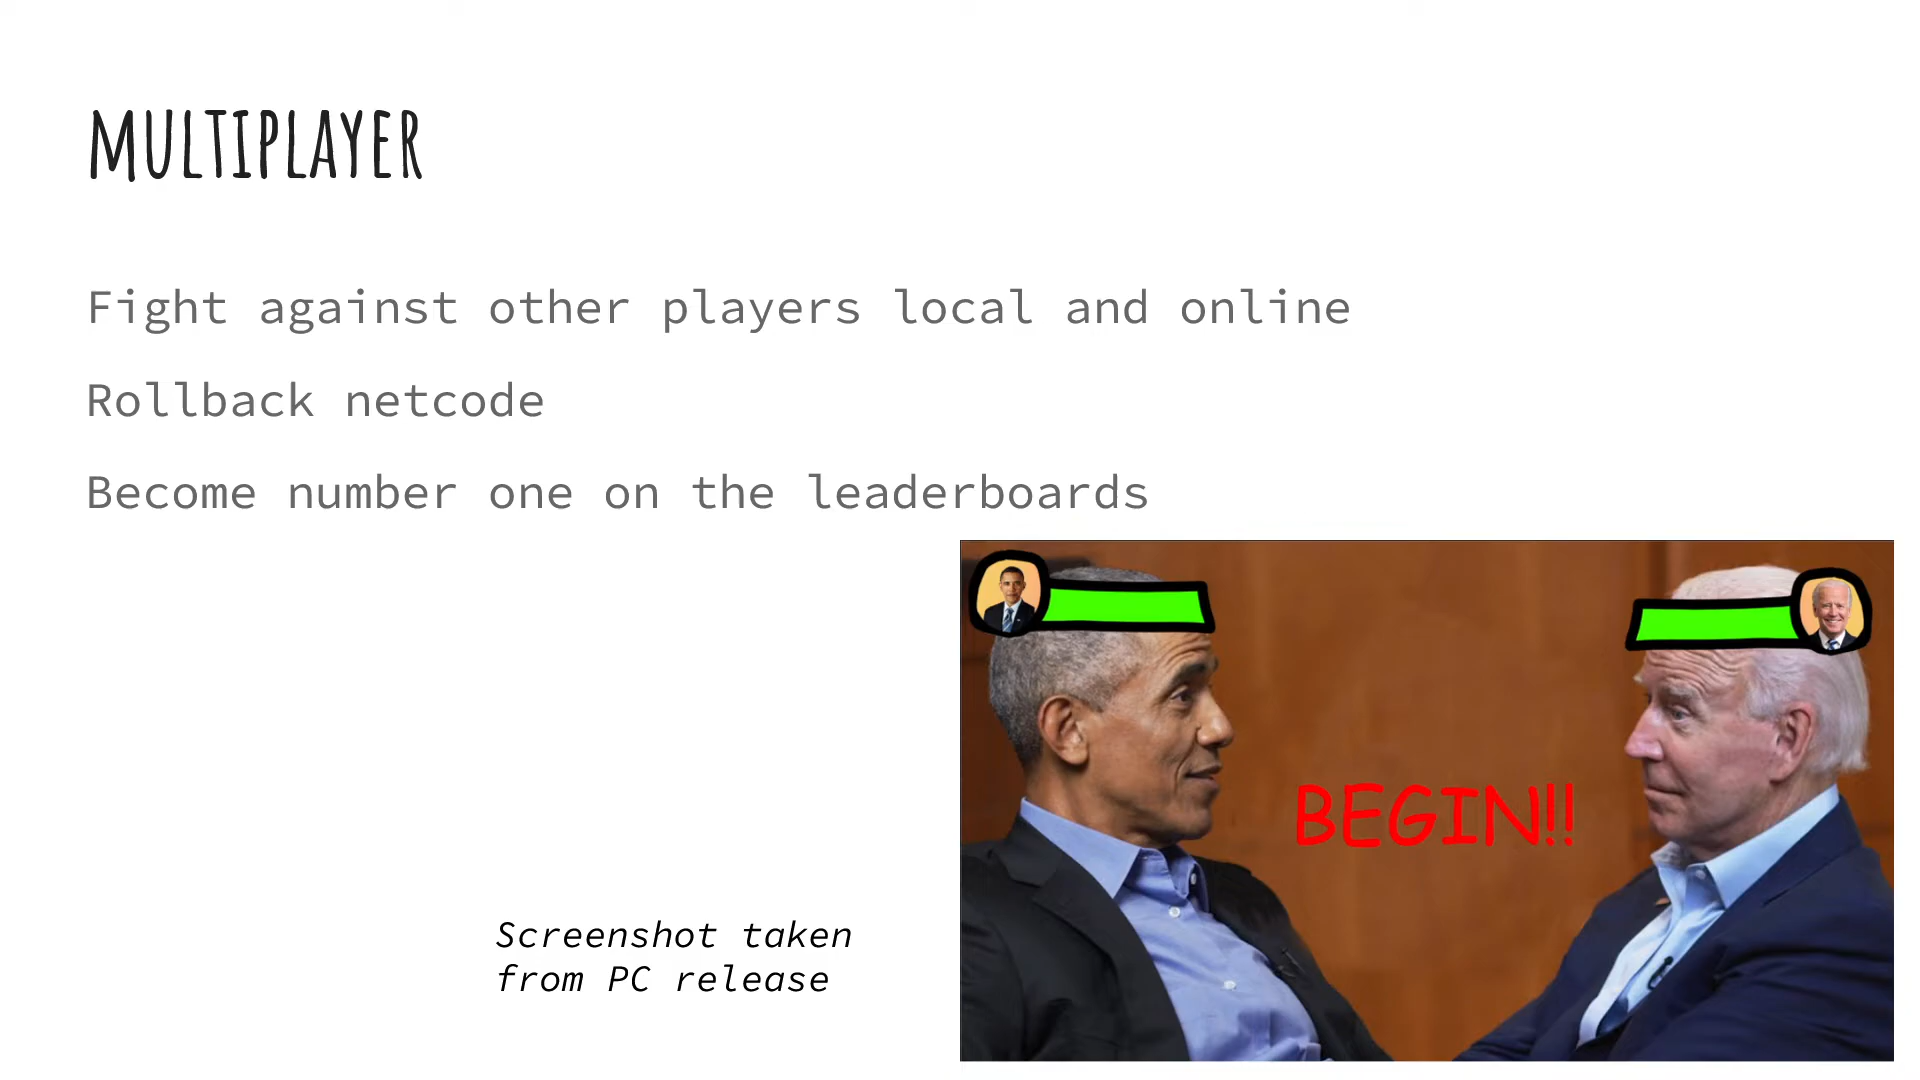 MULTIPLAYER
Fight against other players local and online
Rollback netcode
Become number one on the leaderboards
BEGIN!!
Screenshot taken
from PC release